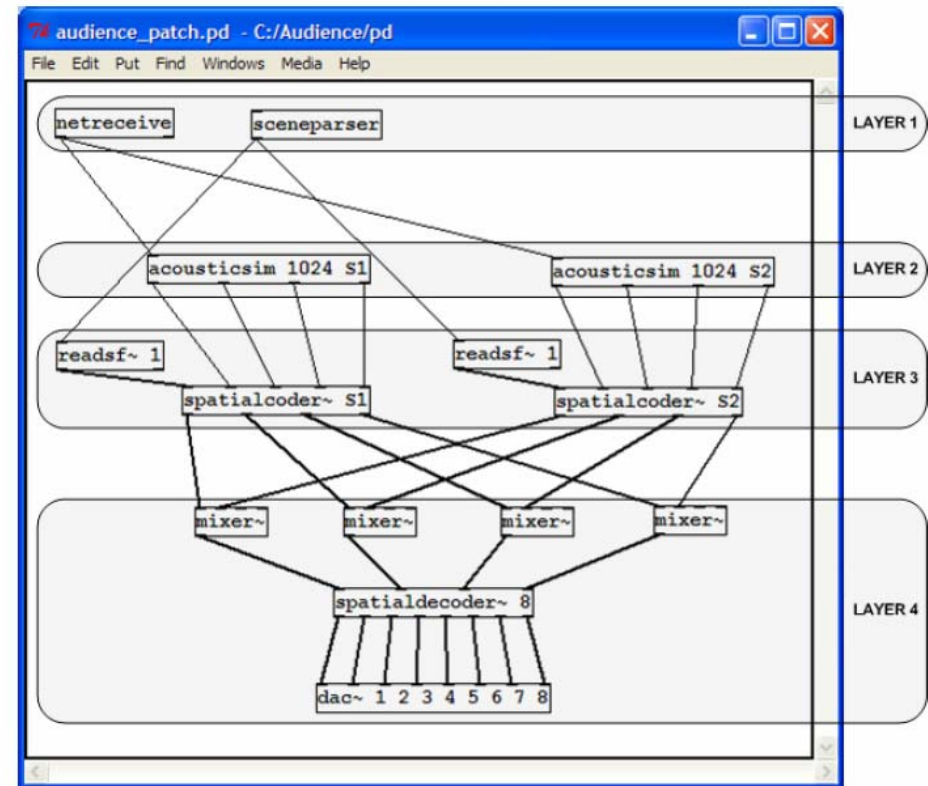 audience_patch.pd - C:/Audience/pd
File Edit Put Find Windows Media Help
netreceive
sceneparser
LAYER 1
acousticsim 1024 S1
acousticsim 1024 S2
LAYER 2
readsf~ 1
readsf~ 1
LAYER 3
spatialcoder~ S1
spatialcoder~ S2
mixer~
mixer~
mixer~
mixer~
spatialdecoder~ 8
LAYER 4
dac~ 1 2 3 4 5 6 7 8